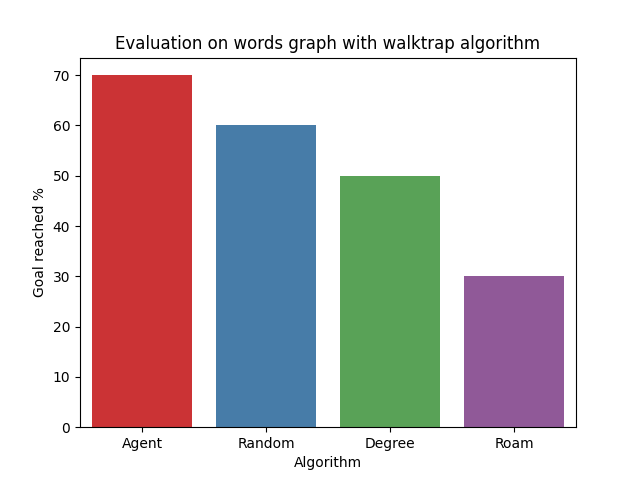 Evaluation on words graph with walktrap algorithm
Goal reached %
70
60
50
40
30
20
10
0
Agent Random Degree Roam
Algorithm